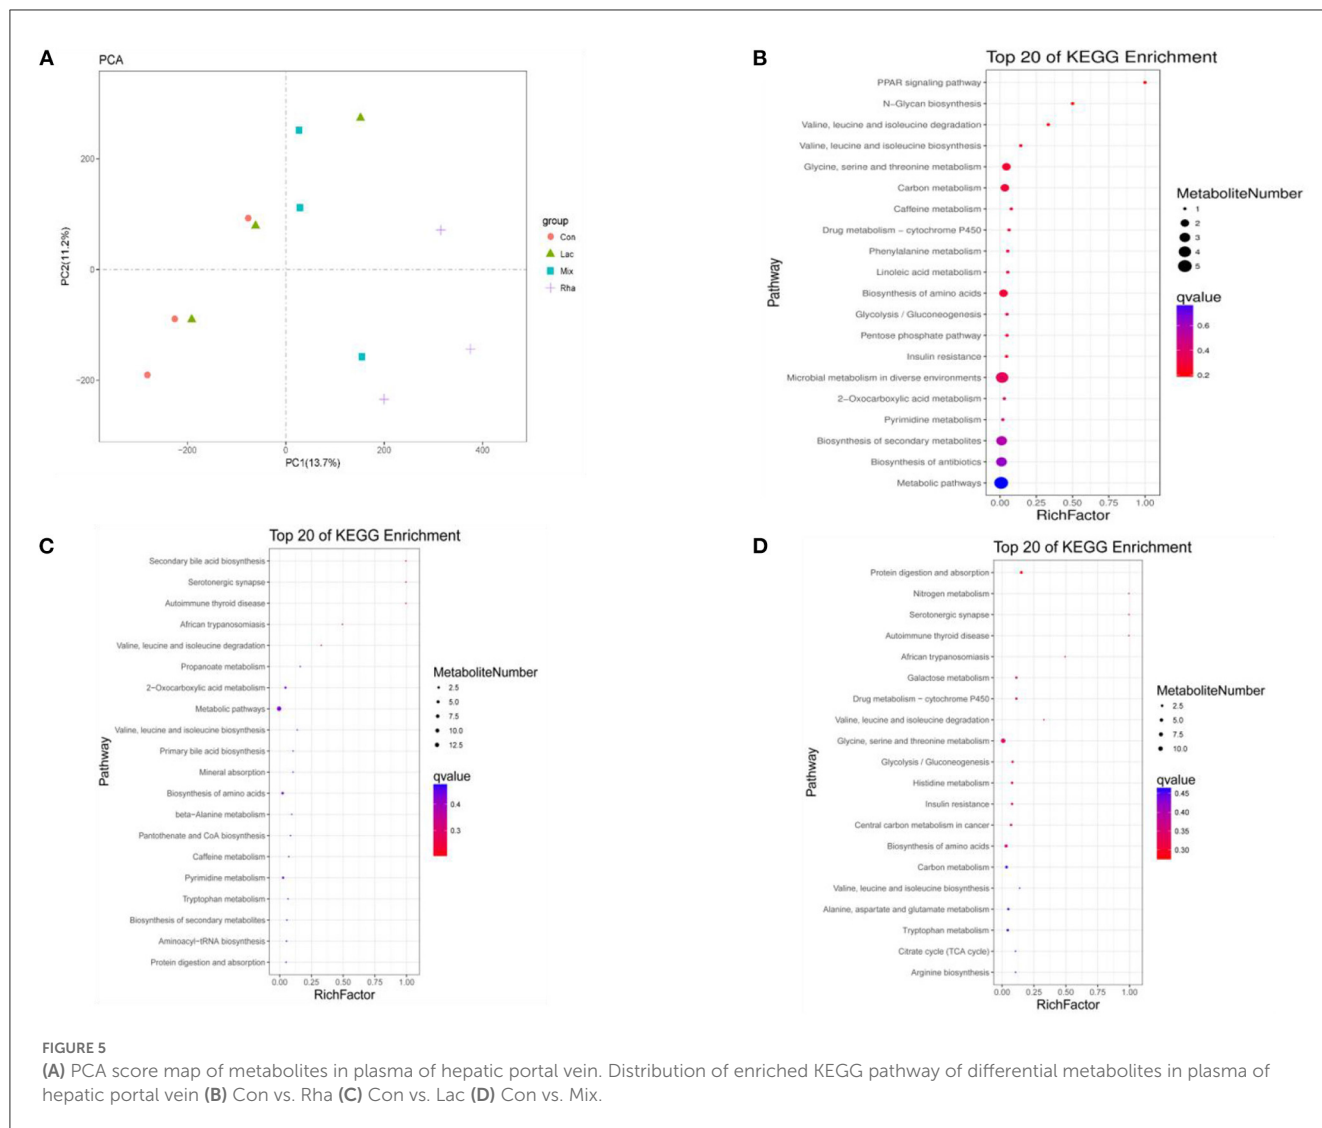 A
PCA
PC2(11.2%)
200
0
−200
−200
0
200
400
PC1(13.7%)
group
Con
Lac
Mix
Rha
B
Top 20 of KEGG Enrichment
Pathway
PPAR signaling pathway
N−Glycan biosynthesis
Valine, leucine and isoleucine degradation
Valine, leucine and isoleucine biosynthesis
Glycine, serine and threonine metabolism
Carbon metabolism
Caffeine metabolism
Drug metabolism − cytochrome P450
Phenylalanine metabolism
Linoleic acid metabolism
Biosynthesis of amino acids
Glycolysis / Gluconeogenesis
Pentose phosphate pathway
Insulin resistance
Microbial metabolism in diverse environments
2−Oxocarboxylic acid metabolism
Pyrimidine metabolism
Biosynthesis of secondary metabolites
Biosynthesis of antibiotics
Metabolic pathways
0.00 0.25 0.50 0.75 1.00
RichFactor
MetaboliteNumber
1
2
3
4
5
qvalue
0.6
0.4
0.2
C
Top 20 of KEGG Enrichment
Pathway
Secondary bile acid biosynthesis
Serotonergic synapse
Autoimmune thyroid disease
African trypanosomiasis
Valine, leucine and isoleucine degradation
Propanoate metabolism
2−Oxocarboxylic acid metabolism
Metabolic pathways
Valine, leucine and isoleucine biosynthesis
Primary bile acid biosynthesis
Mineral absorption
Biosynthesis of amino acids
beta−Alanine metabolism
Pantothenate and CoA biosynthesis
Caffeine metabolism
Pyrimidine metabolism
Tryptophan metabolism
Biosynthesis of secondary metabolites
Aminoacyl−tRNA biosynthesis
Protein digestion and absorption
0.00 0.25 0.50 0.75 1.00
RichFactor
MetaboliteNumber
2.5
5.0
7.5
10.0
12.5
qvalue
0.4
0.3
D
Top 20 of KEGG Enrichment
Pathway
Protein digestion and absorption
Nitrogen metabolism
Serotonergic synapse
Autoimmune thyroid disease
African trypanosomiasis
Galactose metabolism
Drug metabolism − cytochrome P450
Valine, leucine and isoleucine degradation
Glycine, serine and threonine metabolism
Glycolysis / Gluconeogenesis
Histidine metabolism
Insulin resistance
Central carbon metabolism in cancer
Biosynthesis of amino acids
Carbon metabolism
Valine, leucine and isoleucine biosynthesis
Alanine, aspartate and glutamate metabolism
Tryptophan metabolism
Citrate cycle (TCA cycle)
Arginine biosynthesis
0.00 0.25 0.50 0.75 1.00
RichFactor
MetaboliteNumber
2.5
5.0
7.5
10.0
qvalue
0.45
0.40
0.35
0.30
FIGURE 5
(A) PCA score map of metabolites in plasma of hepatic portal vein. Distribution of enriched KEGG pathway of differential metabolites in plasma of
hepatic portal vein (B) Con vs. Rha (C) Con vs. Lac (D) Con vs. Mix.